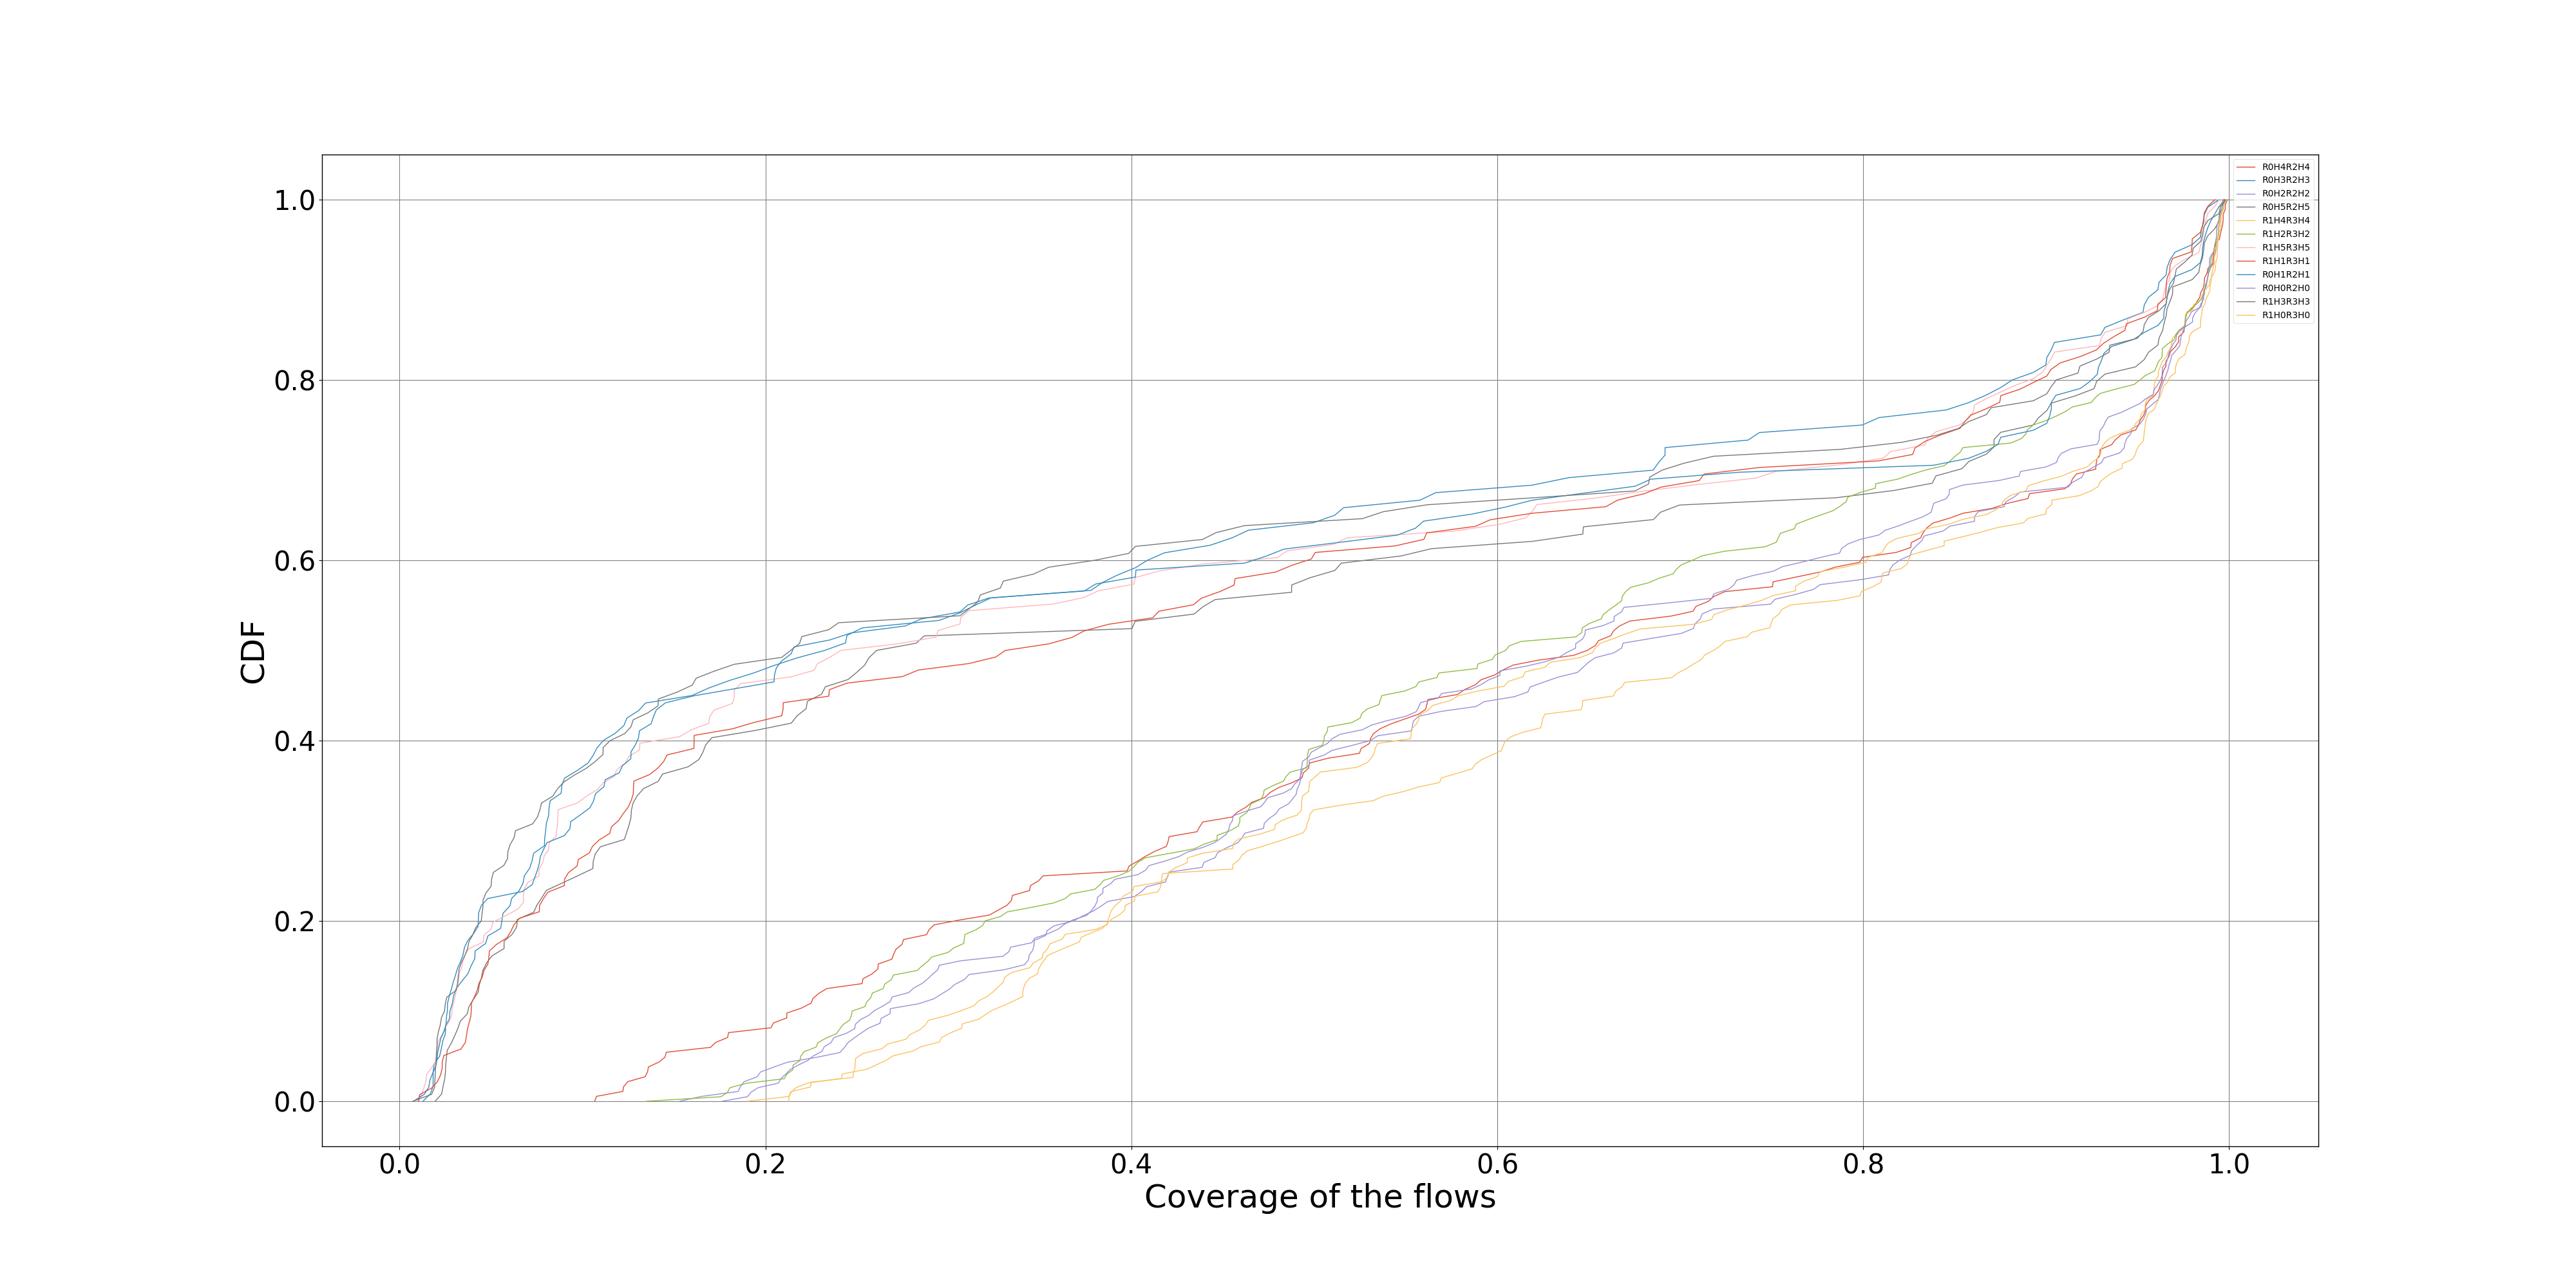 1.0
0.8
0.6
0.4
0.2
0.0
CDF
0.0 0.2 0.4 0.6 0.8 1.0
Coverage of the flows
R0H4R2H4
R0H3R2H3
R0H2R2H2
R0H5R2H5
R1H4R3H4
R1H2R3H2
R1H5R3H5
R1H1R3H1
R0H1R2H1
R0H0R2H0
R1H3R3H3
R1H0R3H0